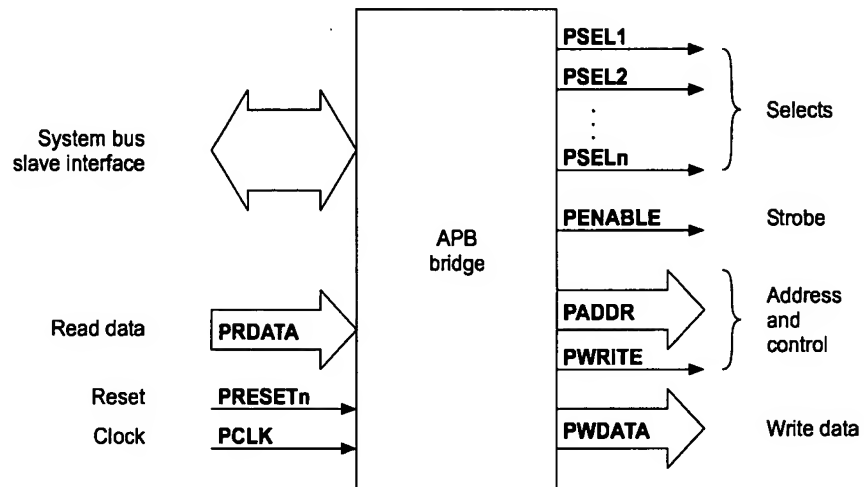 System bus
slave interface
Read data
PRDATA
Reset
PRESETn
Clock
PCLK
APB
bridge
PSEL1
PSEL2
PSELn
Selects
PENABLE
Strobe
PADDR
PWRITE
Address
and
control
PWDATA
Write data